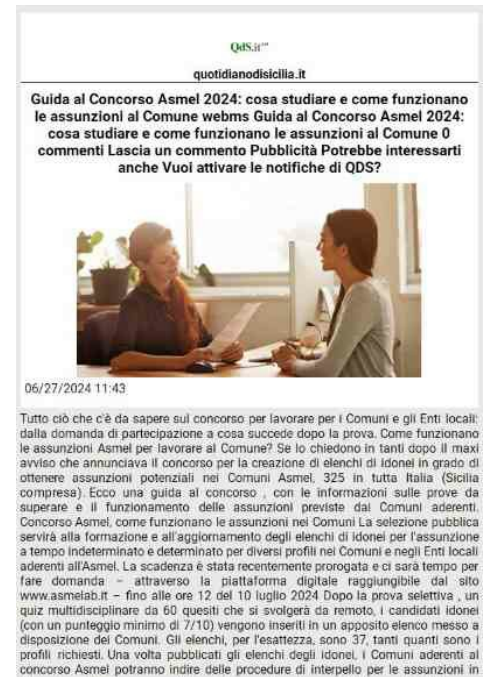 QdS.it
quotidianodisicilia.it
Guida al Concorso Asmel 2024: cosa studiare e come funzionano
le assunzioni al Comune webms Guida al Concorso Asmel 2024:
cosa studiare e come funzionano le assunzioni al Comune 0
commenti Lascia un commento Pubblicità Potrebbe interessarti
anche Vuoi attivare le notifiche di QDS?
06/27/2024 11:43
Tutto ciò che c'è da sapere sul concorso per lavorare per i Comuni e gli Enti locali:
dalla domanda di partecipazione a cosa succede dopo la prova. Come funzionano
le assunzioni Asmel per lavorare al Comune? Se lo chiedono in tanti dopo il maxi
avviso che annunciava il concorso per la creazione di elenchi di idonei in grado di
ottenere assunzioni potenziali nei Comuni Asmel, 325 in tutta Italia (Sicilia
compresa). Ecco una guida al concorso , con le informazioni sulle prove da
superare e il funzionamento delle assunzioni previste dai Comuni aderenti.
Concorso Asmel, come funzionano le assunzioni nei Comuni La selezione pubblica
servirà alla formazione e all'aggiornamento degli elenchi di idonei per l'assunzione
a tempo indeterminato e determinato per diversi profili nei Comuni e negli Enti locali
aderenti all'Asmel. La scadenza è stata recentemente prorogata e ci sarà tempo per
fare domanda – attraverso la piattaforma digitale raggiungibile dal sito
www.asmelab.it – fino alle ore 12 del 10 luglio 2024 Dopo la prova selettiva , un
quiz multidisciplinare da 60 quesiti che si svolgerà da remoto, i candidati idonei
(con un punteggio minimo di 7/10) vengono inseriti in un apposito elenco messo a
disposizione dei Comuni. Gli elenchi, per l'esattezza, sono 37, tanti quanti sono i
profili richiesti. Una volta pubblicati gli elenchi degli idonei, i Comuni aderenti al
concorso Asmel potranno indire delle procedure di interpello per le assunzioni in